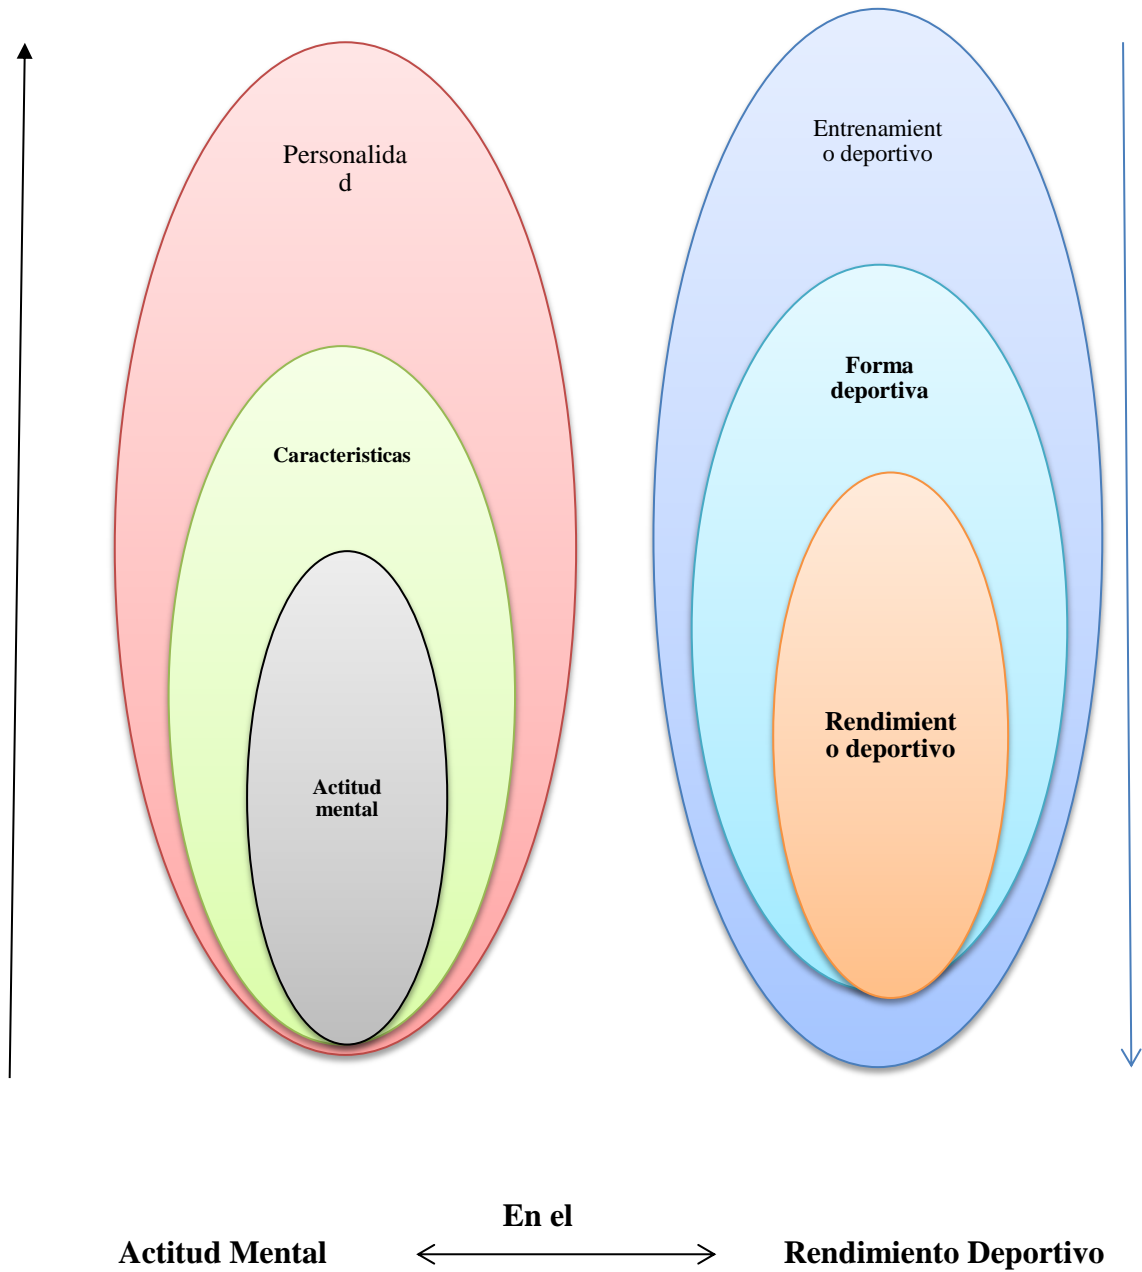 Personalida
d
Caracteristicas
Actitud
mental
Entrenamient
o deportivo
Forma
deportiva
Rendimient
o deportivo
En el
Actitud Mental
Rendimiento Deportivo